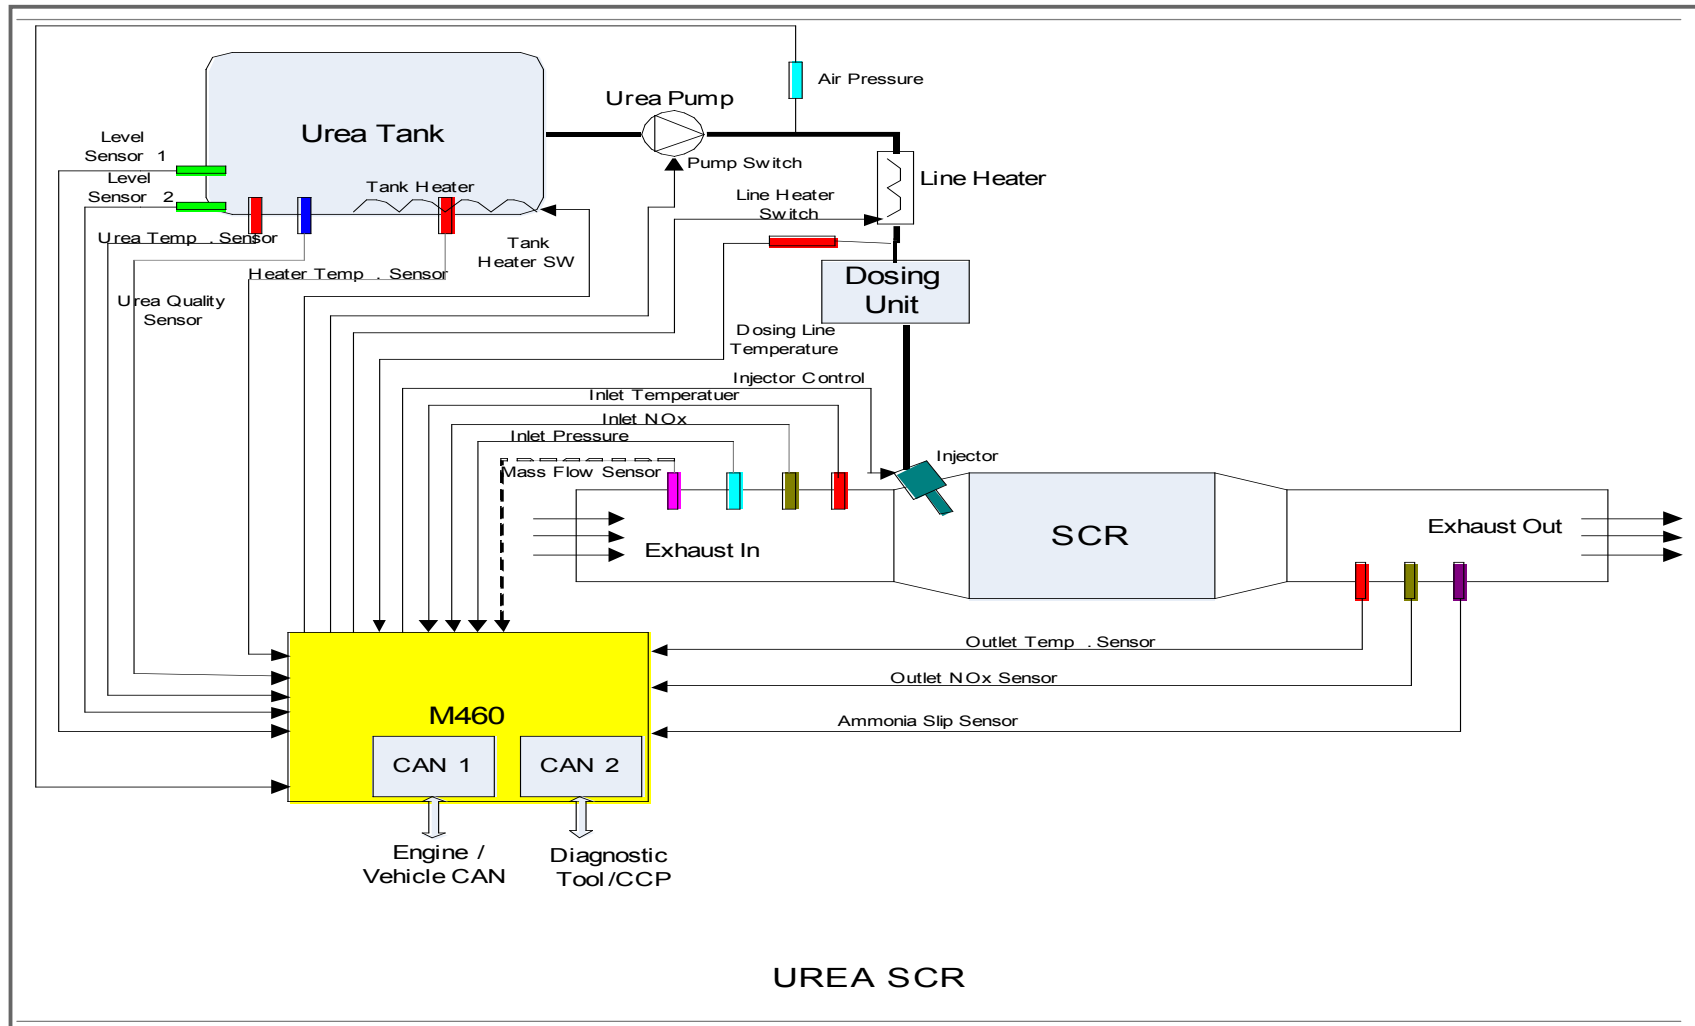 Air Pressure
Urea Pump
Urea Tank
Level
Sensor 1
Level
Sensor 2
Pump Switch
Tank Heater
Line Heater
Line Heater
Switch
Urea Temp . Sensor
Tank
Heater SW
Heater Temp . Sensor
Dosing
Unit
Urea Quality
Sensor
Dosing Line
Temperature
Injector Control
Inlet Temperatuer
Inlet NOx
Inlet Pressure
Mass Flow Sensor
Injector
Exhaust In
SCR
Exhaust Out
Outlet Temp . Sensor
Outlet NOx Sensor
Ammonia Slip Sensor
M460
CAN 1
CAN 2
Engine /
Vehicle CAN
Diagnostic
Tool /CCP
UREA SCR